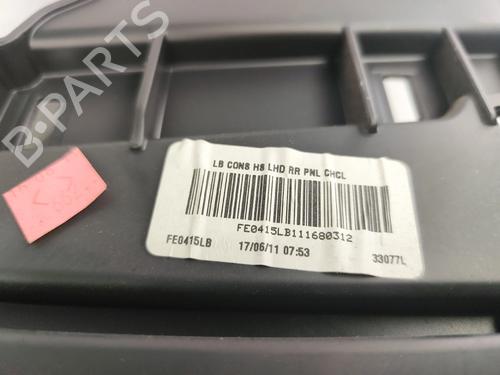 B-PARTS
LB CONS HS LHD RR PNL CHCL
FE0415LB111680312
FE0415LB 17/06/11 07:53 33077L